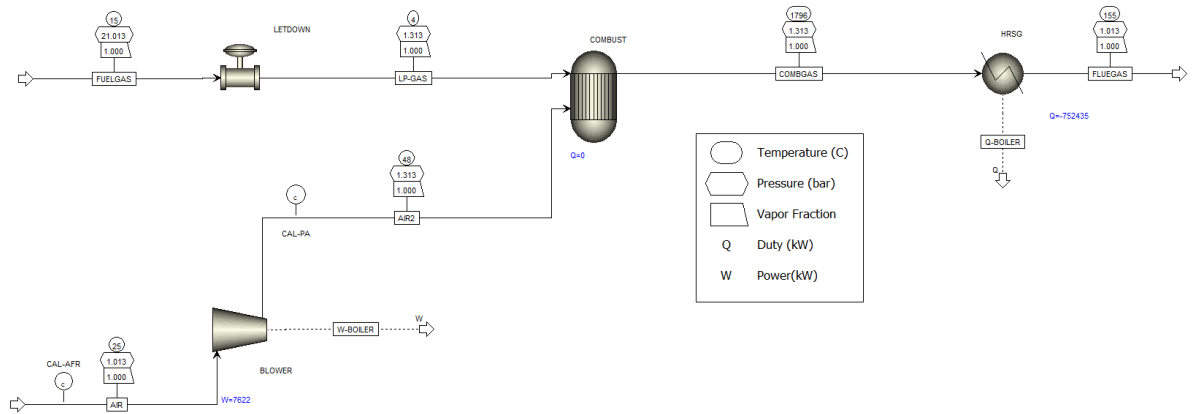 15
21.013
1.000
FUELGAS
LETDOWN
4
1.313
1.000
LP-GAS
COMBUST
Q=0
1796
1.313
1.000
COMBGAS
HRSG
155
1.013
1.000
FLUEGAS
Q=-752435
Q-BOILER
Q
48
1.313
1.000
AIR2
c
CAL-PA
Temperature (C)
Pressure (bar)
Vapor Fraction
Q Duty (kW)
W Power(kW)
W-BOILER
W
BLOWER
W=7622
CAL-AFR
c
25
1.013
1.000
AIR